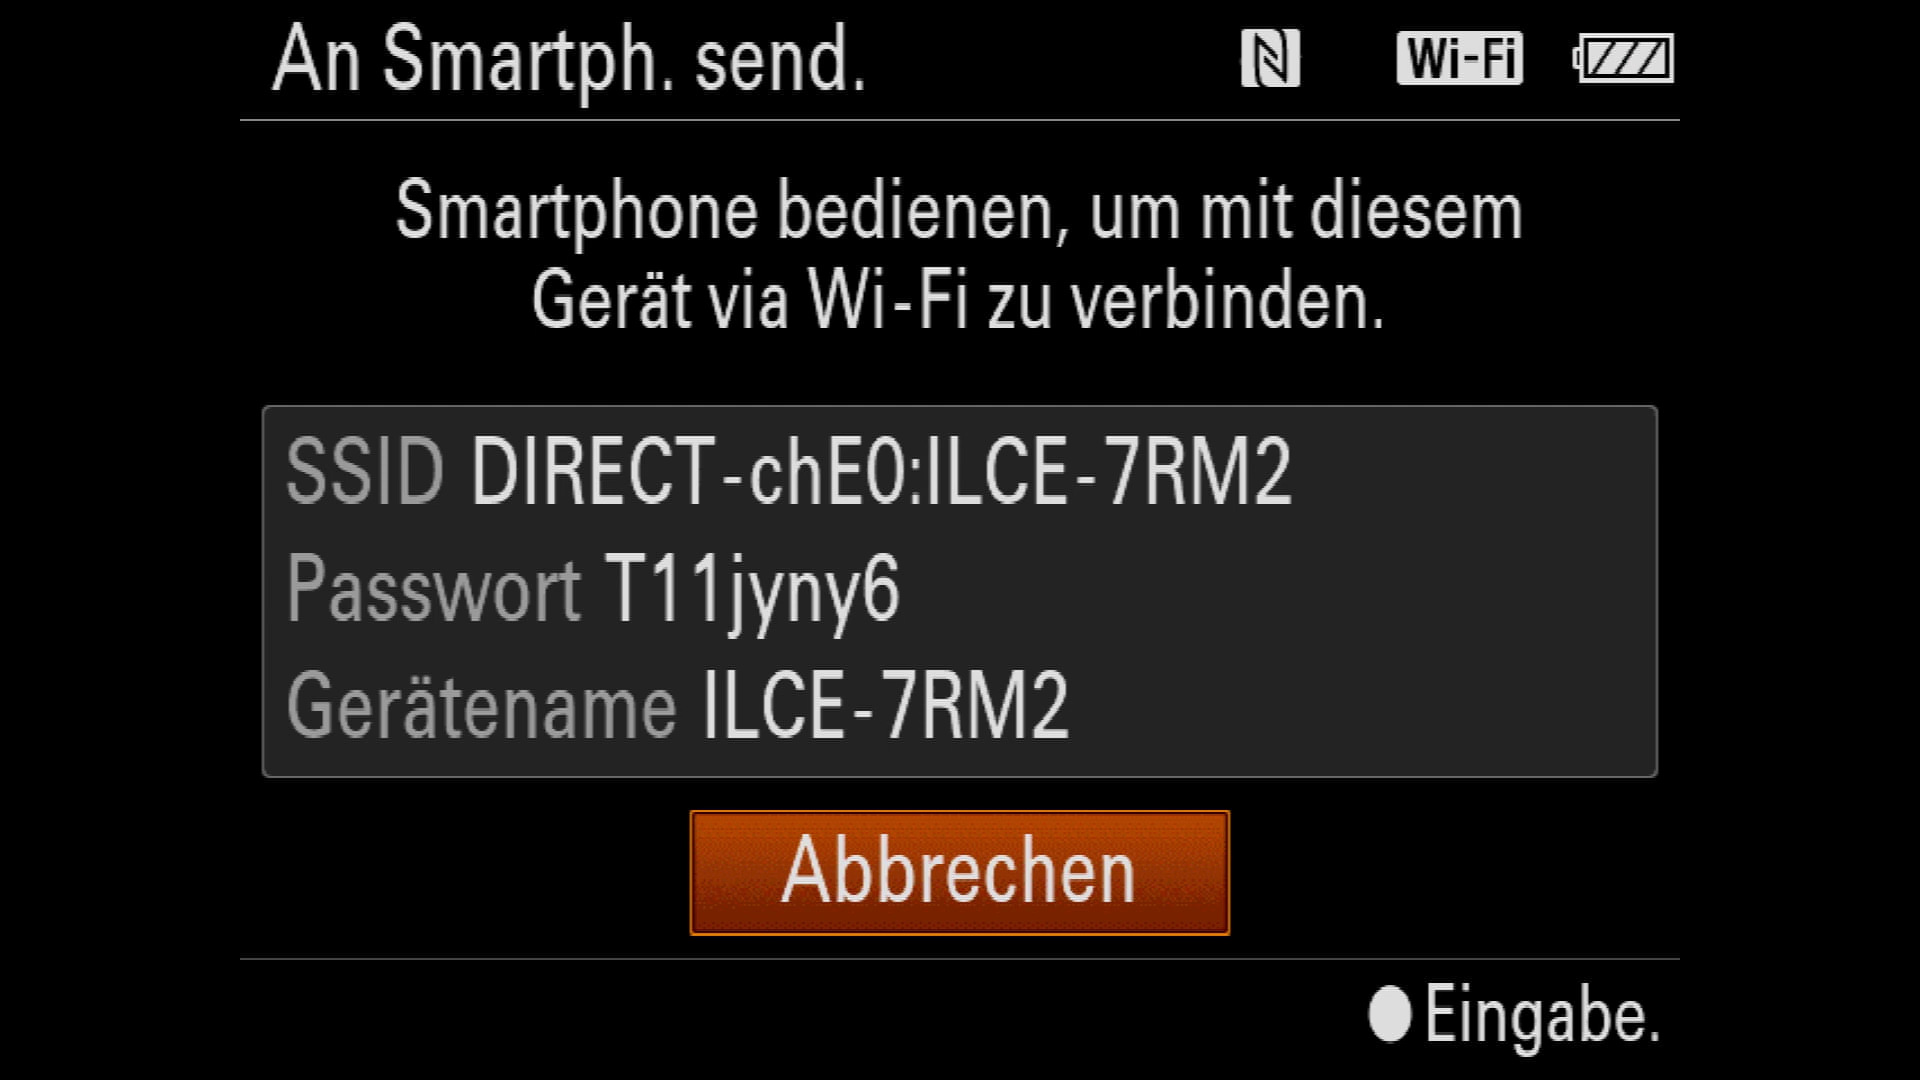 An Smartph. send.
Wi-Fi
Smartphone bedienen, um mit diesem
Gerät via Wi-Fi zu verbinden.
SSID DIRECT-chE0:ILCE-7RM2
Passwort T11jyny6
Gerätename ILCE-7RM2
Abbrechen
Eingabe.